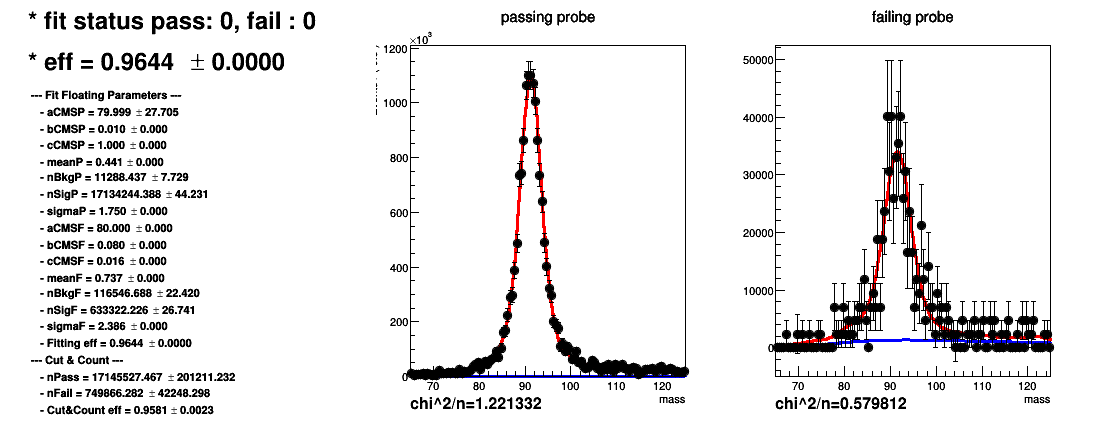 * fit status pass: 0, fail : 0
* eff = 0.9644 ± 0.0000
--- Fit Floating Parameters ---
- aCMSP = 79.999 ± 27.705
- bCMSP = 0.010 ± 0.000
- cCMSP = 1.000 ± 0.000
- meanP = 0.441 ± 0.000
- nBkgP = 11288.437 ± 7.729
- nSigP = 17134244.388 ± 44.231
- sigmaP = 1.750 ± 0.000
- aCMSF = 80.000 ± 0.000
- bCMSF = 0.080 ± 0.000
- cCMSF = 0.016 ± 0.000
- meanF = 0.737 ± 0.000
- nBkgF = 116546.688 ± 22.420
- nSigF = 633322.226 ± 26.741
- sigmaF = 2.386 ± 0.000
- Fitting eff = 0.9644 ± 0.0000
--- Cut & Count ---
- nPass = 17145527.467 ± 201211.232
- nFail = 749866.282 ± 42248.298
- Cut&Count eff = 0.9581 ± 0.0023
passing probe
×10³
1200
1000
800
600
400
200
0
70 80 90 100 110 120
mass
chi^2/n=1.221332
failing probe
50000
40000
30000
20000
10000
0
70 80 90 100 110 120
mass
chi^2/n=0.579812